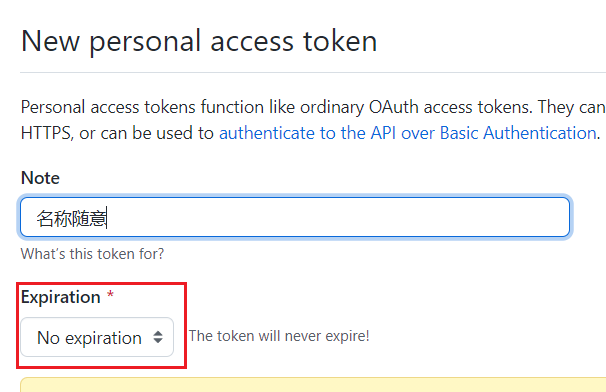 New personal access token
Personal access tokens function like ordinary OAuth access tokens. They can
HTTPS, or can be used to authenticate to the API over Basic Authentication.
Note
名称随意
What's this token for?
Expiration *
No expiration The token will never expire!